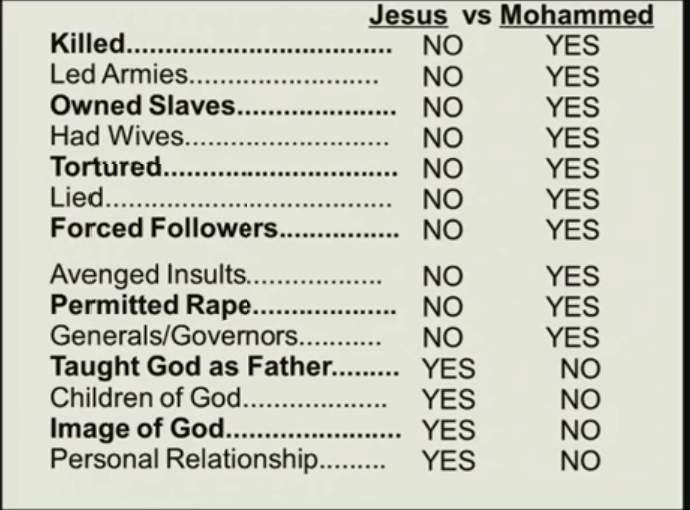 Jesus vs Mohammed
Killed.................................. NO YES
Led Armies........................... NO YES
Owned Slaves.................... NO YES
Had Wives............................. NO YES
Tortured.............................. NO YES
Lied......................................... NO YES
Forced Followers............... NO YES
Avenged Insults................... NO YES
Permitted Rape.................. NO YES
Generals/Governors........... NO YES
Taught God as Father......... YES NO
Children of God.................... YES NO
Image of God...................... YES NO
Personal Relationship......... YES NO